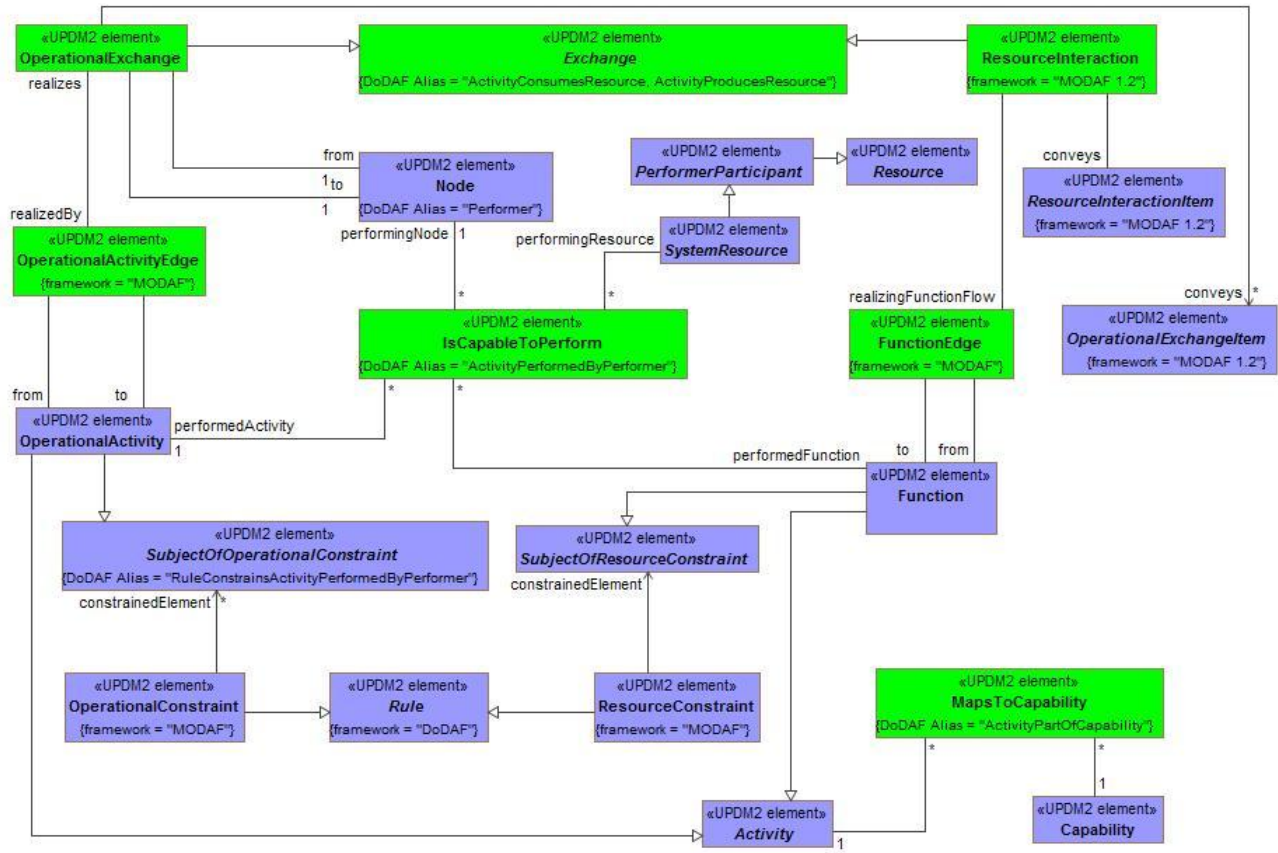 «UPDM2 element»
OperationalExchange
«UPDM2 element»
Exchange
{DoDAF Alias = "ActivityConsumesResource, ActivityProducesResource"}
«UPDM2 element»
ResourceInteraction
{framework = "MODAF 1.2"}
realizes
from
1
to
1
«UPDM2 element»
Node
{DoDAF Alias = "Performer"}
«UPDM2 element»
PerformerParticipant
«UPDM2 element»
Resource
conveys
«UPDM2 element»
ResourceInteractionItem
{framework = "MODAF 1.2"}
realizedBy
performingNode
1
performingResource
«UPDM2 element»
SystemResource
«UPDM2 element»
OperationalActivityEdge
{framework = "MODAF"}
*
*
realizingFunctionFlow
conveys
*
«UPDM2 element»
IsCapableToPerform
{DoDAF Alias = "ActivityPerformedByPerformer"}
«UPDM2 element»
FunctionEdge
{framework = "MODAF"}
«UPDM2 element»
OperationalExchangeItem
{framework = "MODAF 1.2"}
from
to
*
*
«UPDM2 element»
OperationalActivity
performedActivity
1
performedFunction
to
from
«UPDM2 element»
Function
«UPDM2 element»
SubjectOfOperationalConstraint
{DoDAF Alias = "RuleConstrainsActivityPerformedByPerformer"}
«UPDM2 element»
SubjectOfResourceConstraint
constrainedElement
*
constrainedElement
«UPDM2 element»
OperationalConstraint
{framework = "MODAF"}
«UPDM2 element»
Rule
{framework = "DoDAF"}
«UPDM2 element»
ResourceConstraint
{framework = "MODAF"}
«UPDM2 element»
MapsToCapability
{DoDAF Alias = "ActivityPartOfCapability"}
*
*
1
«UPDM2 element»
Activity
1
«UPDM2 element»
Capability